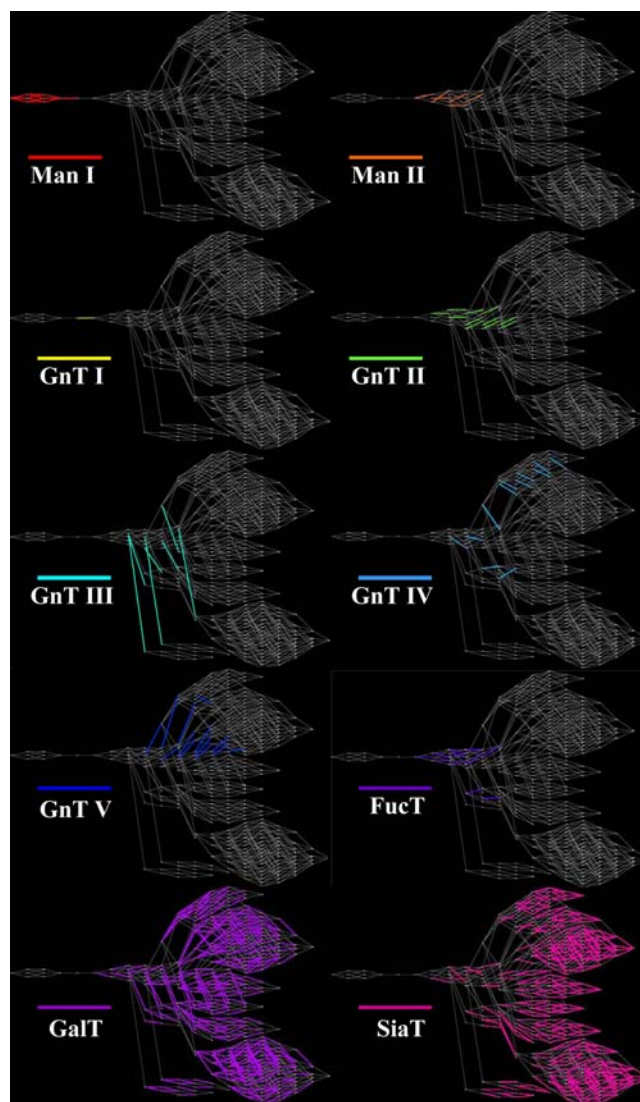 Man I
Man II
GnT I
GnT II
GnT III
GnT IV
GnT V
FucT
GalT
SiaT